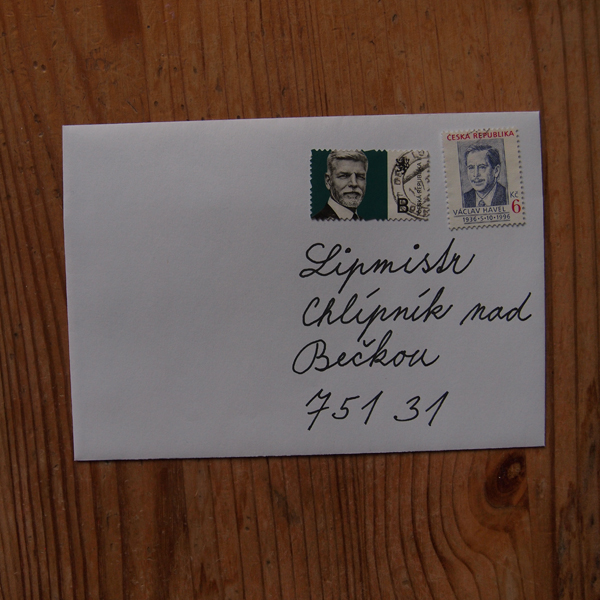 ČESKÁ REPUBLIKA
Kč
6
VÁCLAV HAVEL
1936·5·10·1996
Lipmistr
Chlípník nad
Bečkou
751 31